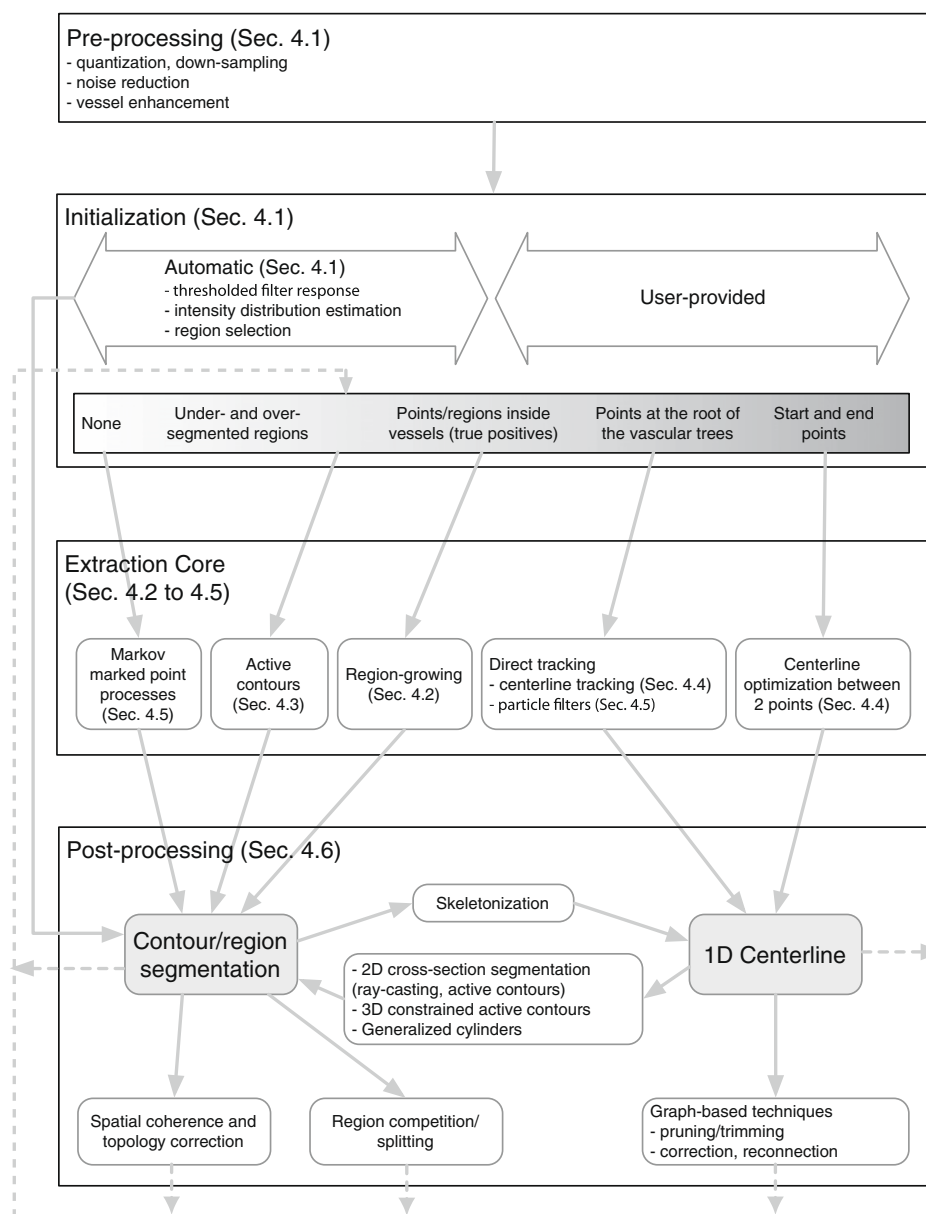 Pre-processing (Sec. 4.1)
- quantization, down-sampling
- noise reduction
- vessel enhancement
Initialization (Sec. 4.1)
Automatic (Sec. 4.1)
- thresholded filter response
- intensity distribution estimation
- region selection
User-provided
None
Under- and over-
segmented regions
Points/regions inside
vessels (true positives)
Points at the root of
the vascular trees
Start and end
points
Extraction Core
(Sec. 4.2 to 4.5)
Markov
marked point
processes
(Sec. 4.5)
Active
contours
(Sec. 4.3)
Region-growing
(Sec. 4.2)
Direct tracking
- centerline tracking (Sec. 4.4)
- particle filters (Sec. 4.5)
Centerline
optimization between
2 points (Sec. 4.4)
Post-processing (Sec. 4.6)
Skeletonization
Contour/region
segmentation
1D Centerline
- 2D cross-section segmentation
(ray-casting, active contours)
- 3D constrained active contours
- Generalized cylinders
Spatial coherence and
topology correction
Region competition/
splitting
Graph-based techniques
- pruning/trimming
- correction, reconnection